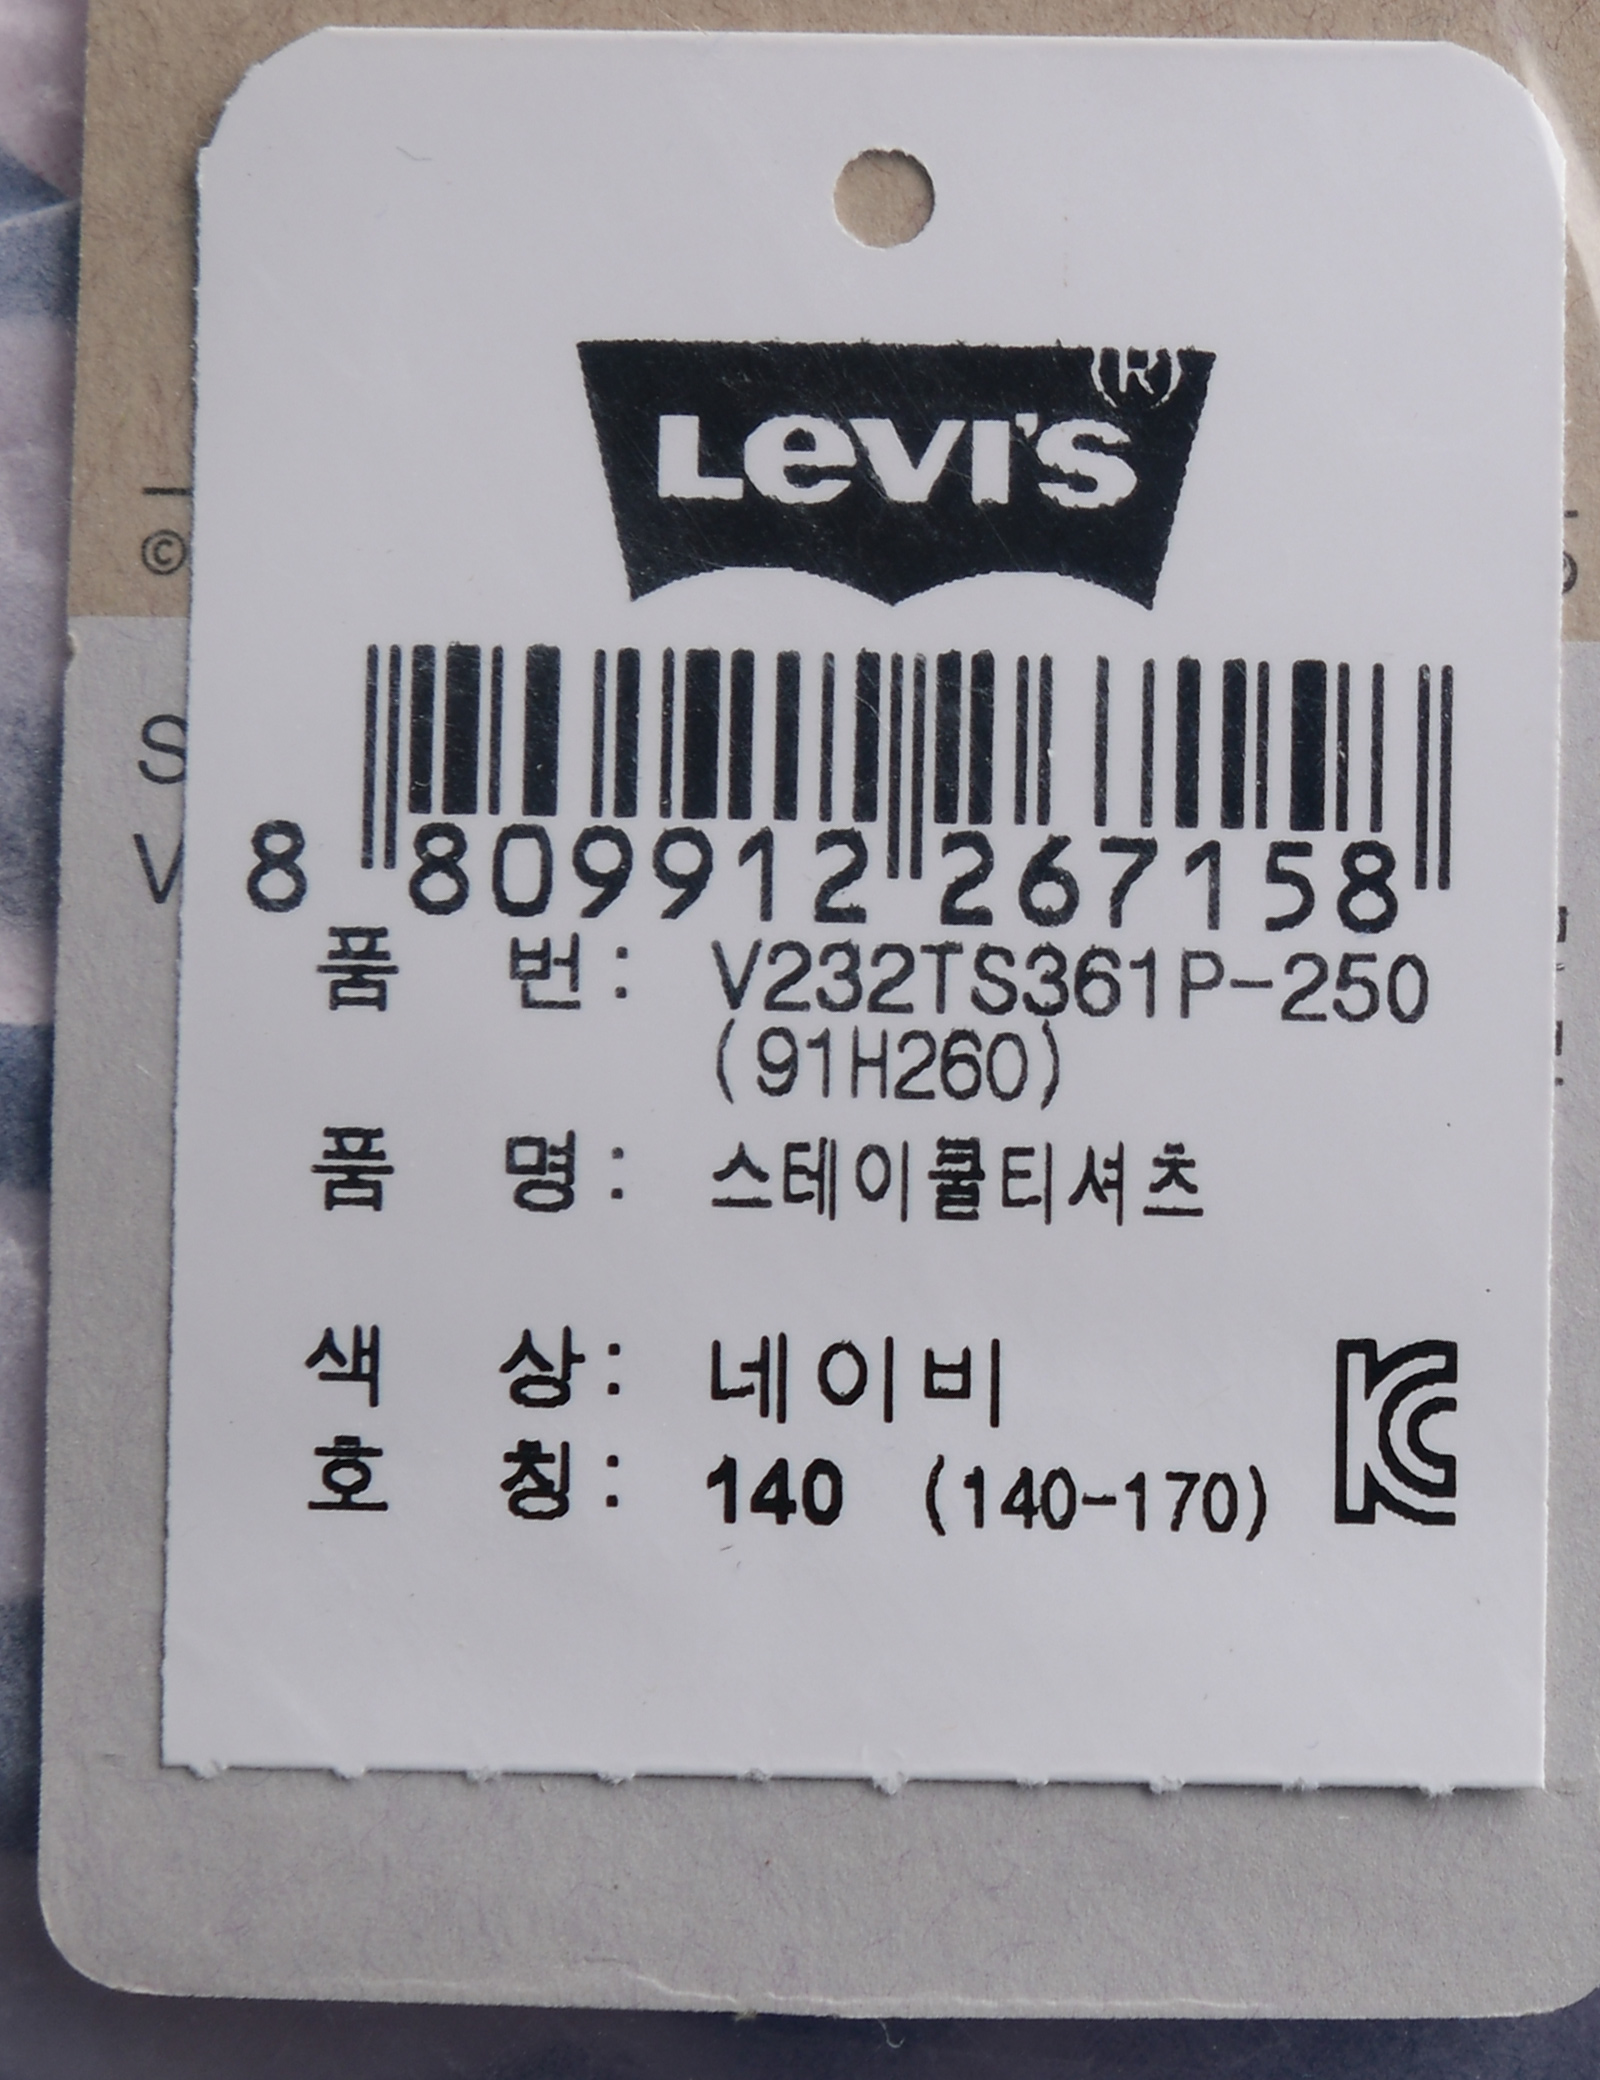 Levi's (R)
8 809912 267158
품 번: V232TS361P-250
(91H260)
품 명: 스테이쿨티셔츠
색 상: 네이비
호 칭: 140 (140-170)
KC
©
S
V